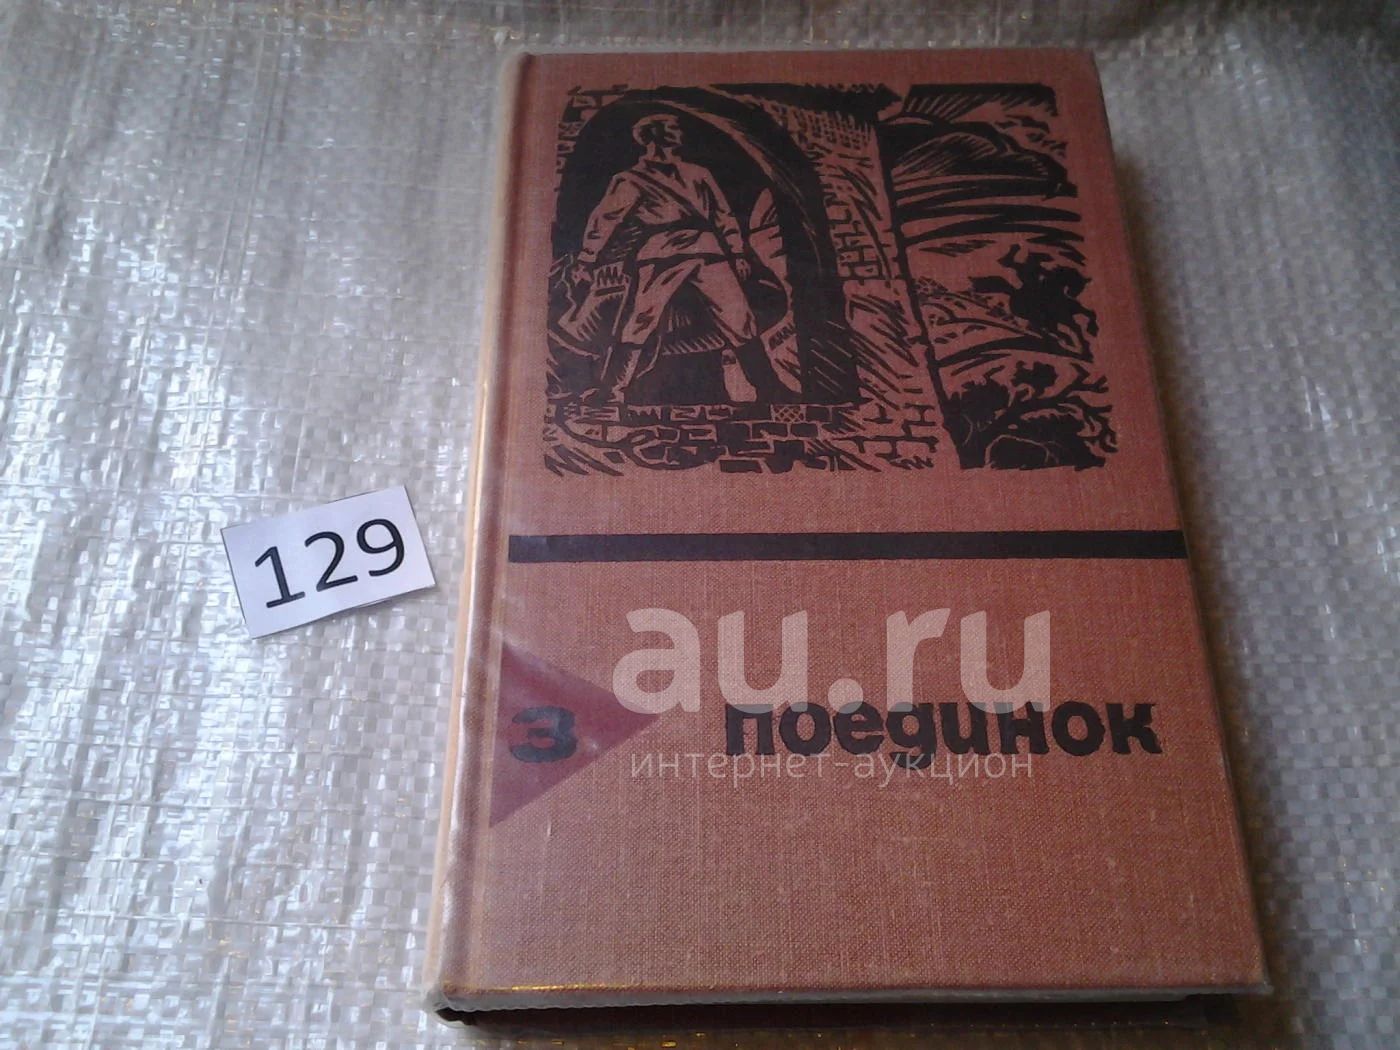 129
au.ru
3 поединок
интернет-аукцион